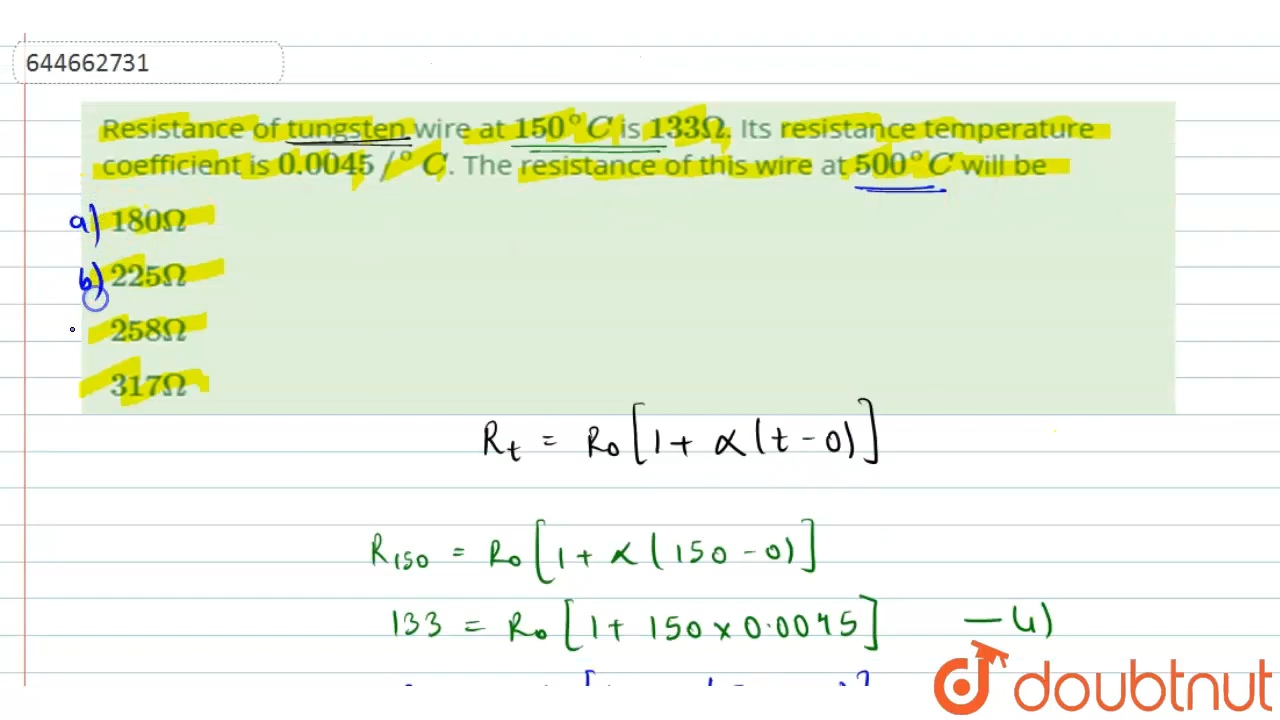 644662731
Resistance of tungsten wire at 150°C is 133Ω. Its resistance temperature
coefficient is 0.0045/°C. The resistance of this wire at 500°C will be
a) 180Ω
b) 225Ω
258Ω
317Ω
Rt = R0[1+ α(t-0)]
R150 = R0[1+ α(150-0)]
133 = R0[1+ 150×0.0045]
doubtnut